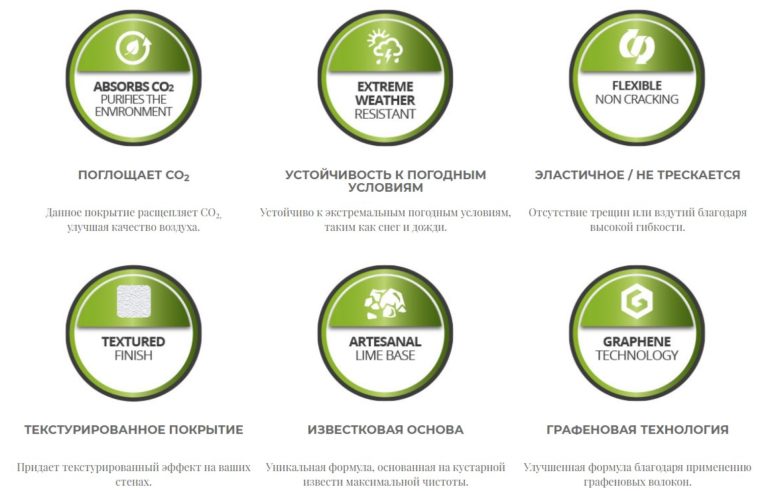 ABSORBS CO₂
PURIFIES THE
ENVIRONMENT
ПОГЛОЩАЕТ CO₂
Данное покрытие расщепляет CO₂,
улучшая качество воздуха.
EXTREME
WEATHER
RESISTANT
УСТОЙЧИВОСТЬ К ПОГОДНЫМ
УСЛОВИЯМ
Устойчиво к экстремальным погодным условиям,
таким как снег и дожди.
FLEXIBLE
NON CRACKING
ЭЛАСТИЧНОЕ / НЕ ТРЕСКАЕТСЯ
Отсутствие трещин или вздутий благодаря
высокой гибкости.
TEXTURED
FINISH
ТЕКСТУРИРОВАННОЕ ПОКРЫТИЕ
Придает текстурированный эффект на ваших
стенах.
ARTESANAL
LIME BASE
ИЗВЕСТКОВАЯ ОСНОВА
Уникальная формула, основанная на кустарной
извести максимальной чистоты.
GRAPHENE
TECHNOLOGY
ГРАФЕНОВАЯ ТЕХНОЛОГИЯ
Улучшенная формула благодаря применению
графеновых волокон.